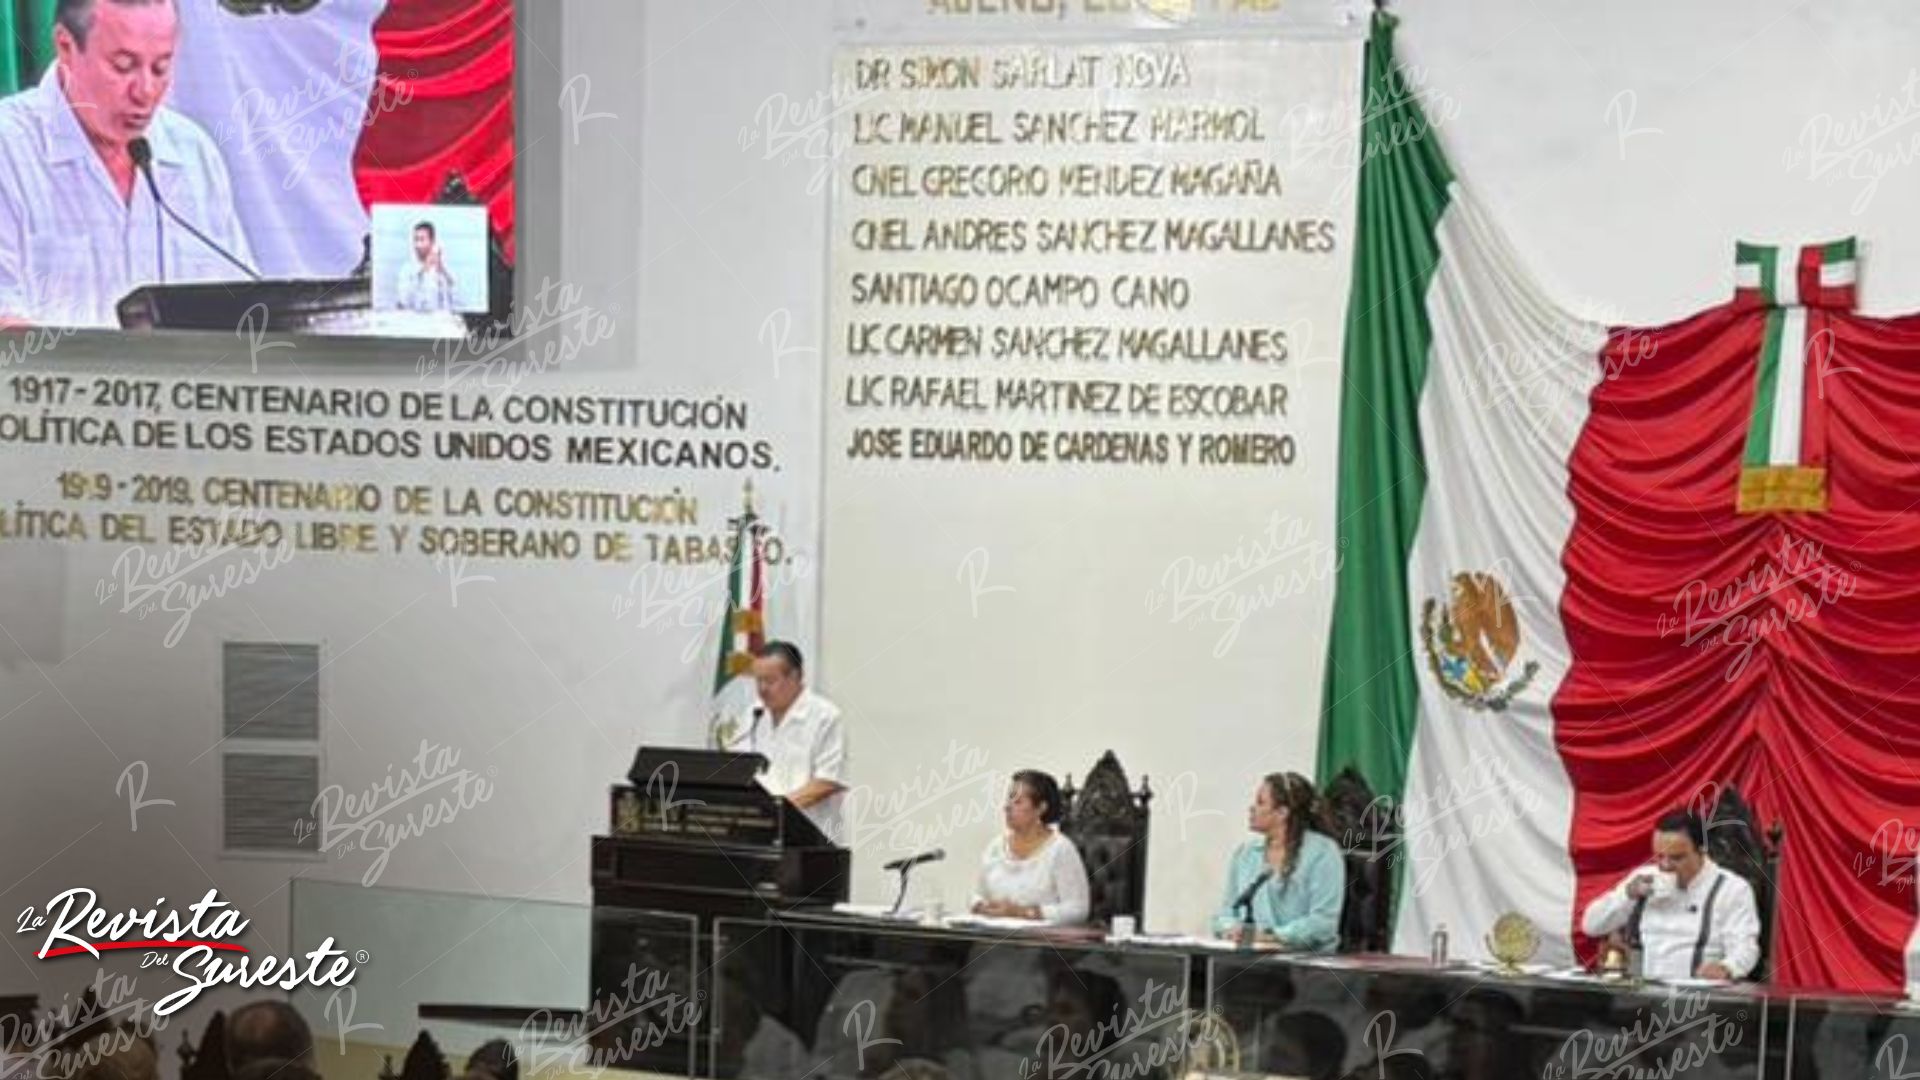 DR SIMON SARLAT NOVA
LIC MANUEL SANCHEZ MARMOL
CNEL GREGORIO MENDEZ MAGAÑA
CNEL ANDRES SANCHEZ MAGALLANES
SANTIAGO OCAMPO CANO
LIC CARMEN SANCHEZ MAGALLANES
LIC RAFAEL MARTINEZ DE ESCOBAR
JOSE EDUARDO DE CARDENAS Y ROMERO
1917-2017, CENTENARIO DE LA CONSTITUCIÓN
OLÍTICA DE LOS ESTADOS UNIDOS MEXICANOS.
1919-2019, CENTENARIO DE LA CONSTITUCIÓN
LÍTICA DEL ESTADO LIBRE Y SOBERANO DE TABASCO.
La Revista
Del Sureste®